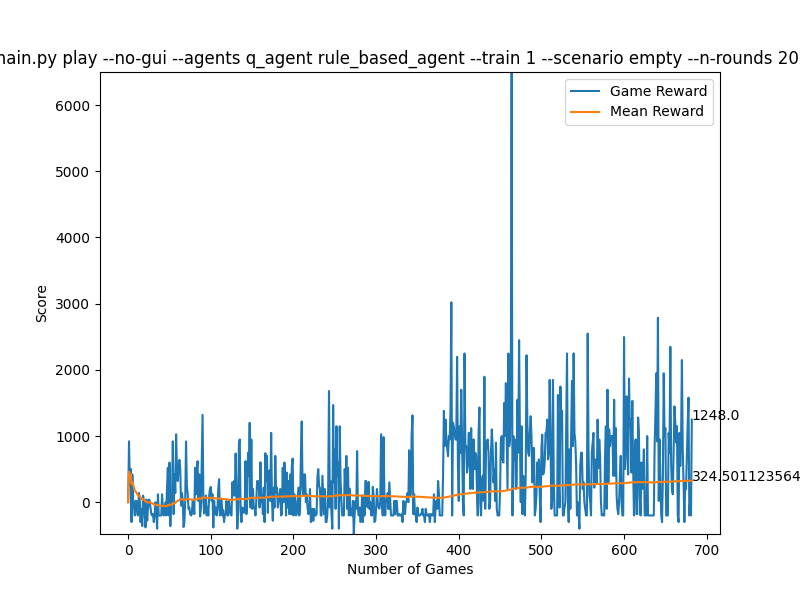 main.py play --no-gui --agents q_agent rule_based_agent --train 1 --scenario empty --n-rounds 20
Game Reward
Mean Reward
6000
5000
4000
3000
2000
1000
0
Score
1248.0
324.501123564
0 100 200 300 400 500 600 700
Number of Games